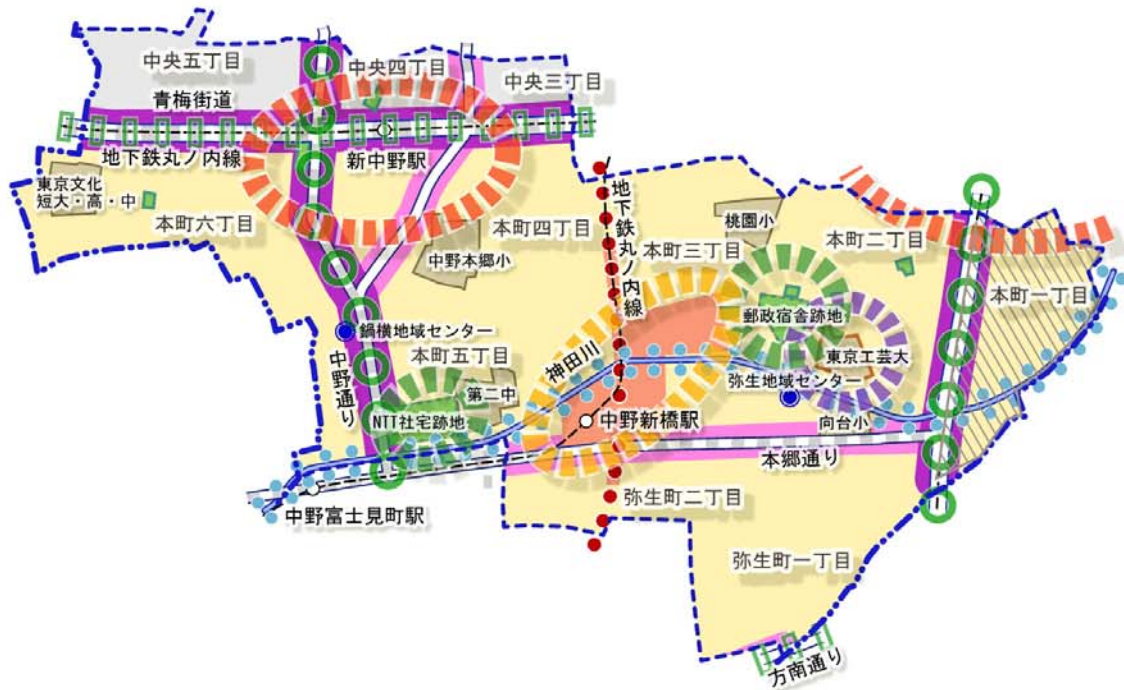 中央五丁目
中央四丁目
中央三丁目
青梅街道
地下鉄丸ノ内線
新中野駅
東京文化
短大・高・中
本町六丁目
本町四丁目
地下鉄丸ノ内線
桃園小
本町三丁目
本町二丁目
中野本郷小
本町一丁目
郵政宿舎跡地
鍋横地域センター
中野通り
本町五丁目
神田川
東京工芸大
第二中
弥生地域センター
NTT社宅跡地
中野新橋駅
向台小
本郷通り
中野富士見町駅
弥生町二丁目
弥生町一丁目
方南通り